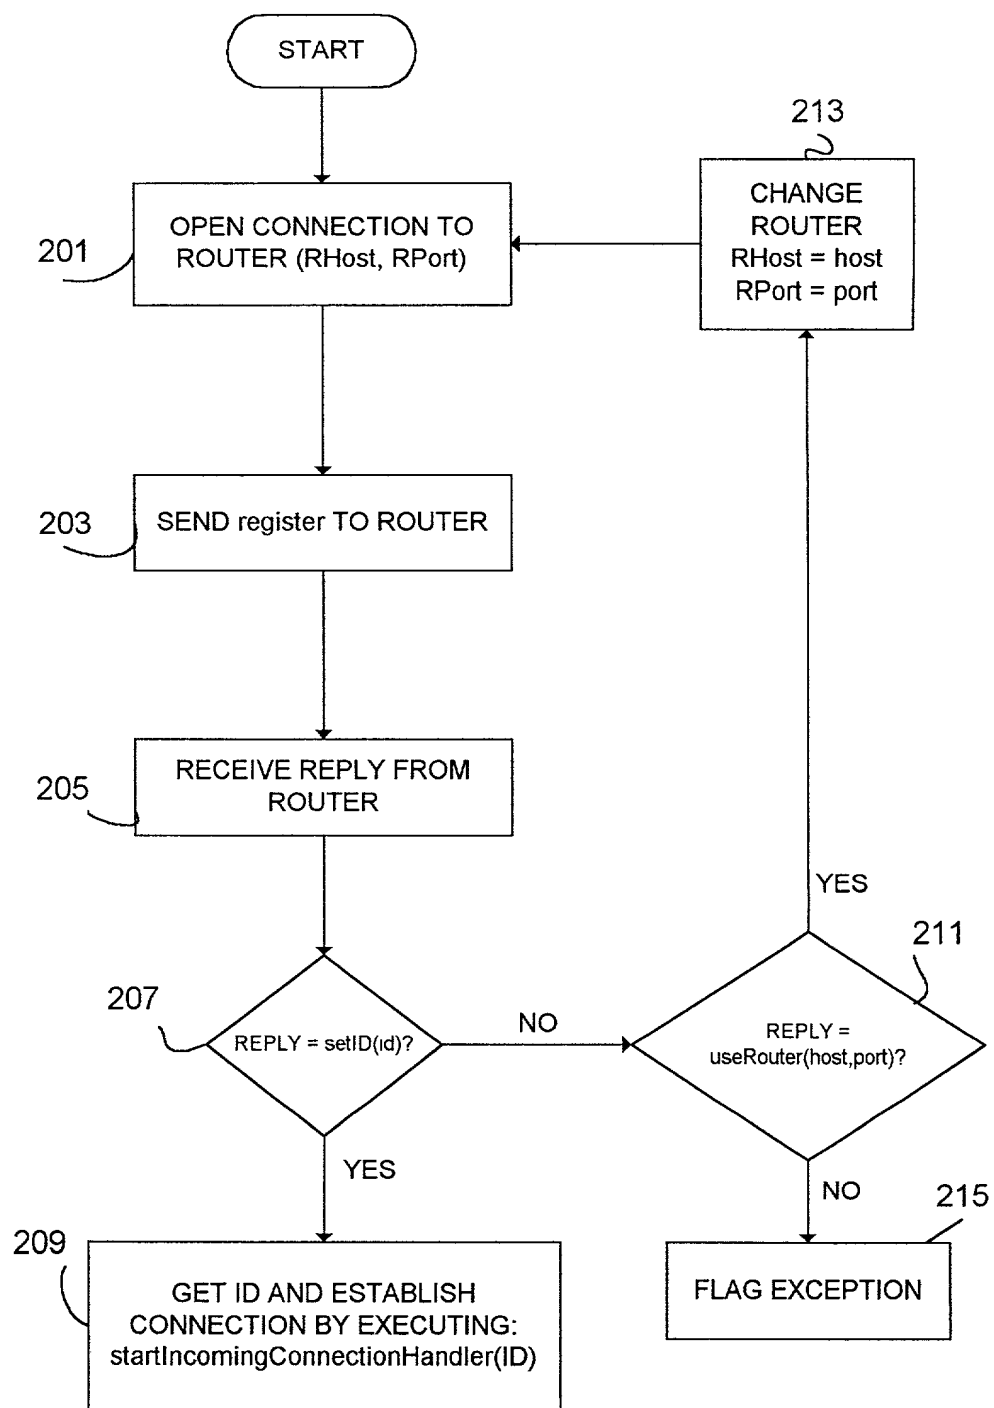 START
213
CHANGE
ROUTER
RHost = host
RPort = port
201
OPEN CONNECTION TO
ROUTER (RHost, RPort)
203
SEND register TO ROUTER
205
RECEIVE REPLY FROM
ROUTER
YES
211
207
REPLY = setID(id)?
NO
REPLY =
useRouter(host,port)?
YES
NO
215
209
GET ID AND ESTABLISH
CONNECTION BY EXECUTING:
startIncomingConnectionHandler(ID)
FLAG EXCEPTION